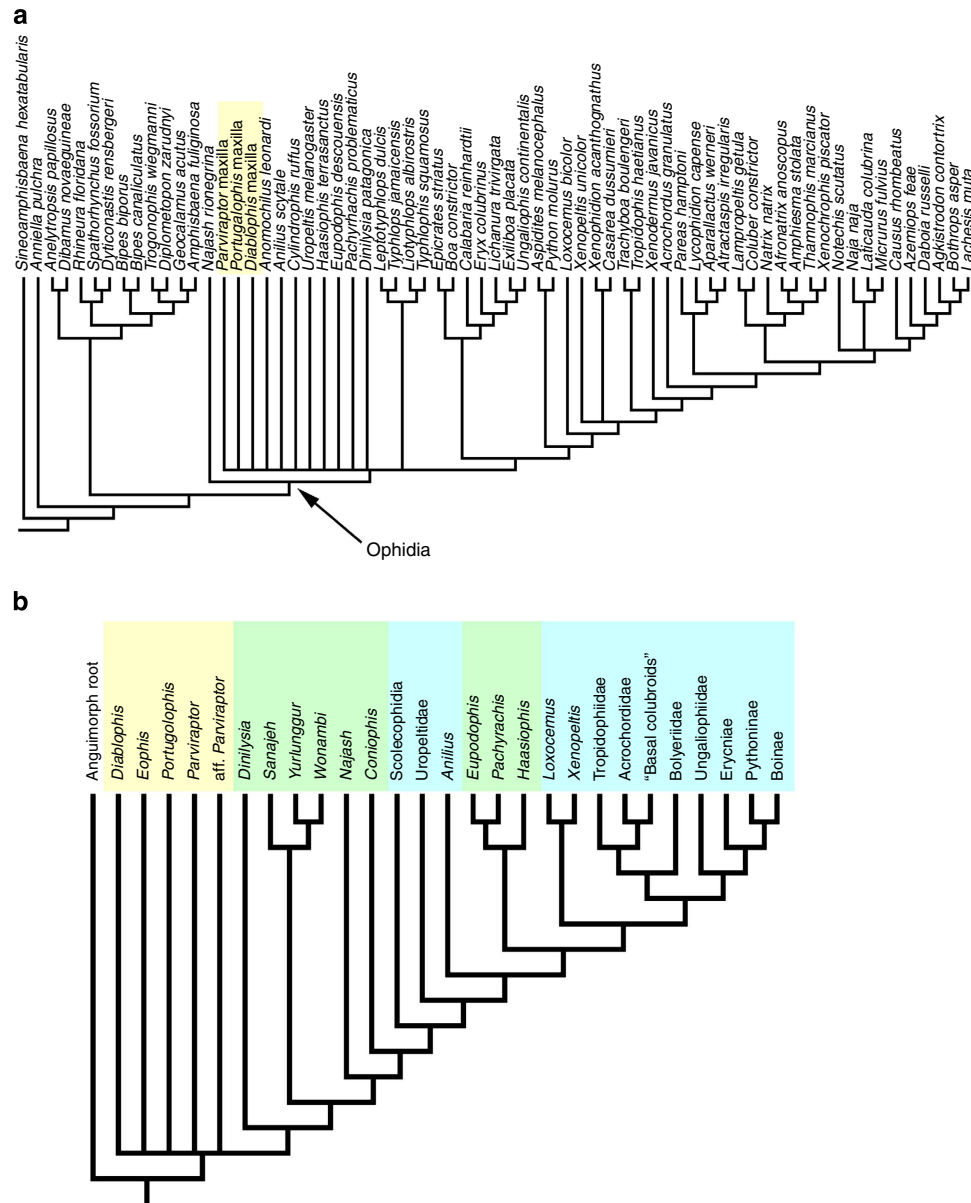 a
Sineoamphisbaena hexatabularis
Anniella pulchra
Anelytropsis papillosus
Dibamus novaeguineae
Rhineura floridana
Spathorhynchus fossorium
Dyticonastis rensbergeri
Bipes biporus
Bipes canaliculatus
Trogonophis wiegmanni
Diplometopon zarudnyi
Geocalamus acutus
Amphisbaena fuliginosa
Najash rionegrina
Parviraptor maxilla
Portugalophis maxilla
Diablophis maxilla
Anomochilus leonardi
Anilius scytale
Cylindrophis ruffus
Uropeltis melanogaster
Haasiophis terrasanctus
Eupodophis descouensis
Pachyrhachis problematicus
Dinilysia patagonica
Leptotyphlops dulcis
Typhlops jamaicensis
Liotyphlops albirostris
Typhlophis squamosus
Epicrates striatus
Boa constrictor
Calabaria reinhardtii
Eryx colubrinus
Lichanura trivirgata
Exiliboa placata
Ungaliophis continentalis
Aspidites melanocephalus
Python molurus
Loxocemus bicolor
Xenopeltis unicolor
Xenophidion acanthognathus
Casarea dussumieri
Trachyboa boulengeri
Tropidophis haetianus
Xenodermus javanicus
Acrochordus granulatus
Pareas hamptoni
Lycophidion capense
Aparallactus werneri
Atractaspis irregularis
Lampropeltis getula
Coluber constrictor
Natrix natrix
Afronatrix anoscopus
Amphiesma stolata
Thamnophis marcianus
Xenochrophis piscator
Notechis scutatus
Naja naja
Laticauda colubrina
Micrurus fulvius
Causus rhombeatus
Azemiops feae
Daboia russelli
Agkistrodon contortrix
Bothrops asper
Lachesis muta
Ophidia
b
Anguimorph root
Diablophis
Eophis
Portugolophis
Parviraptor
aff. Parviraptor
Dinilysia
Sanajeh
Yurlunggur
Wonambi
Najash
Coniophis
Scolecophidia
Uropeltidae
Anilius
Eupodophis
Pachyrachis
Haasiophis
Loxocemus
Xenopeltis
Tropidophiidae
Acrochordidae
“Basal colubroids”
Bolyeriidae
Ungaliophiidae
Erycniae
Pythoninae
Boinae